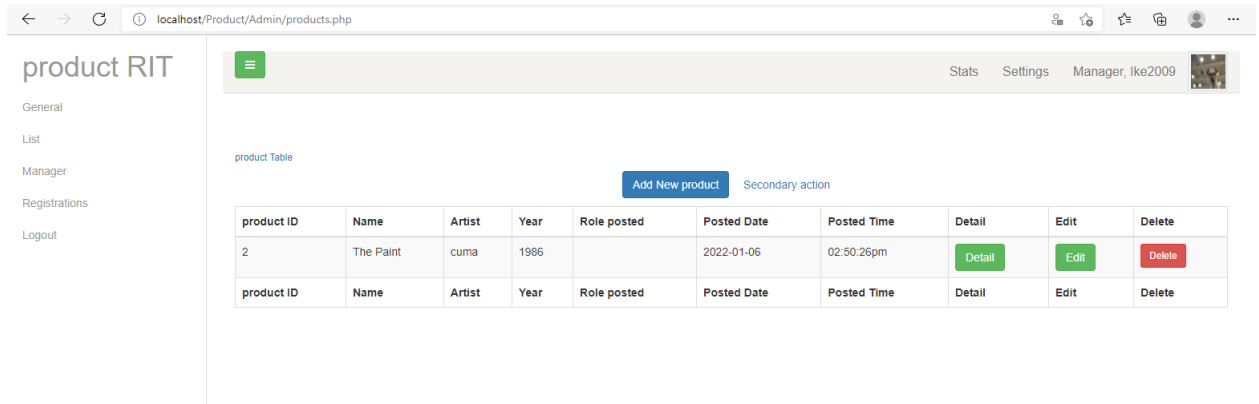 localhost/Product/Admin/products.php
product RIT
Stats Settings Manager, Ike2009
General
List
Manager
Registrations
Logout
product Table
Add New product Secondary action
product ID Name Artist Year Role posted Posted Date Posted Time Detail Edit Delete
2 The Paint cuma 1986 2022-01-06 02:50:26pm Detail Edit Delete
product ID Name Artist Year Role posted Posted Date Posted Time Detail Edit Delete